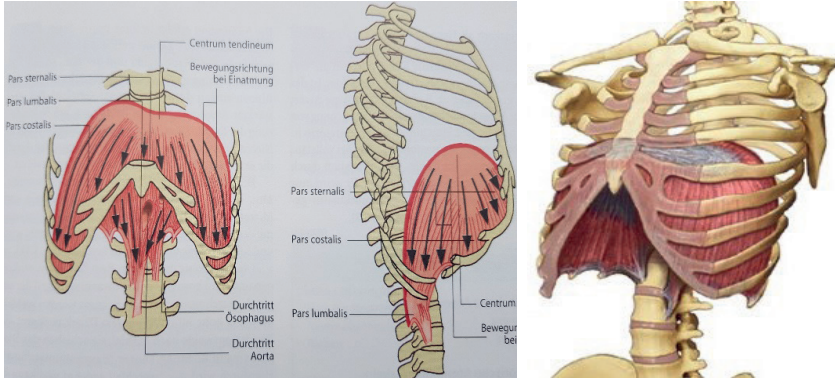 Centrum tendineum
Bewegungsrichtung
bei Einatmung
Pars sternalis
Pars lumbalis
Pars costalis
Durchtritt
Ösophagus
Durchtritt
Aorta
Pars sternalis
Pars costalis
Pars lumbalis
Centrum
Bewegun
bei